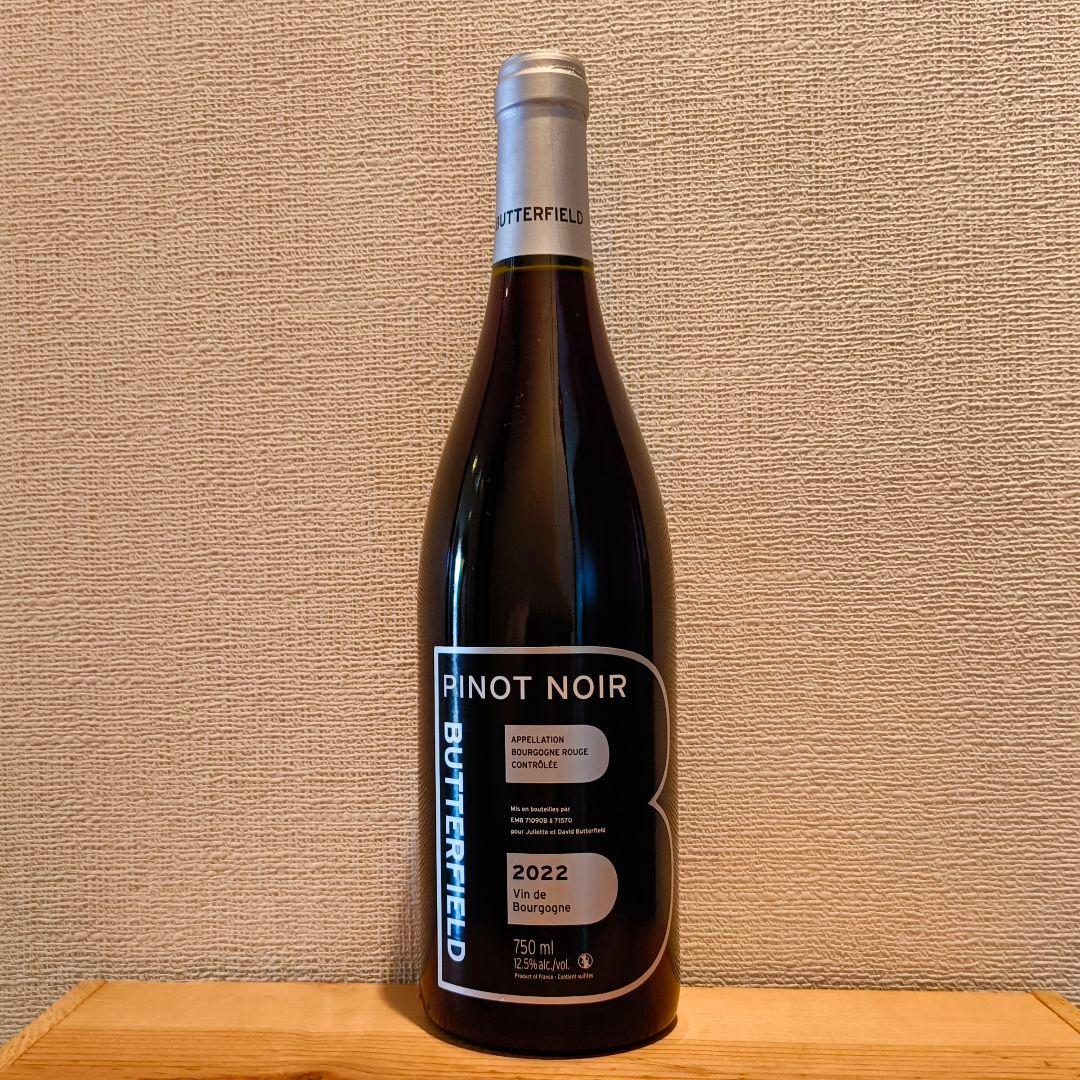 BUTTERFIELD
PINOT NOIR
BUTTERFIELD
APPELLATION
BOURGOGNE ROUGE
CONTRÔLÉE
Mis en bouteilles par
EMB 71090B à 71570
pour Juliette et David Butterfield
2022
Vin de
Bourgogne
750 ml
12,5% alc./vol.
Product of France - Contient sulfites